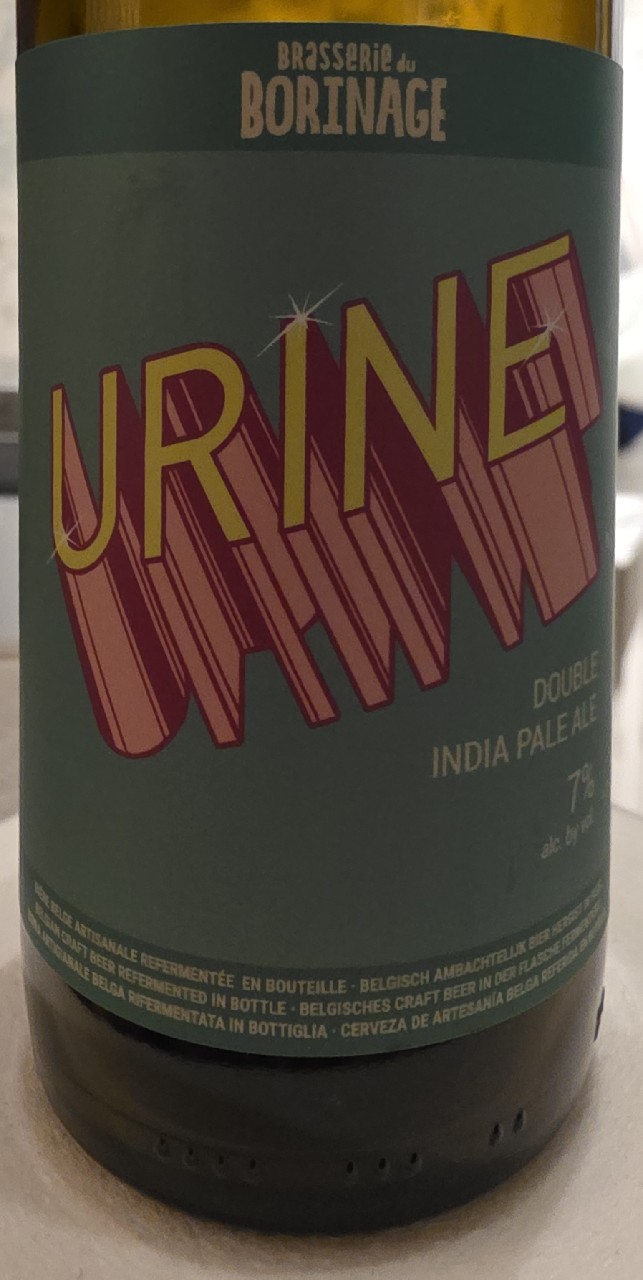 BRASSERIE du
BORINAGE
URINE
DOUBLE
INDIA PALE ALE
7%
alc. by vol.
BIÈRE BELGE ARTISANALE REFERMENTÉE EN BOUTEILLE · BELGISCH AMBACHTELIJK BIER HERGIST
BELGIAN CRAFT BEER REFERMENTED IN BOTTLE · BELGISCHES CRAFT BEER IN DER FLASCHE
ARTIGIANALE BELGA RIFERMENTATA IN BOTTIGLIA · CERVEZA DE ARTESANÍA BELGA